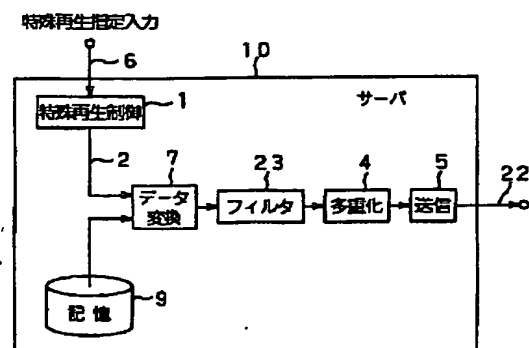 特殊再生指定入力
6
10
特殊再生制御
1
サーバ
2
7
23
4
5
22
データ
変換
フィルタ
多重化
送信
記憶
9